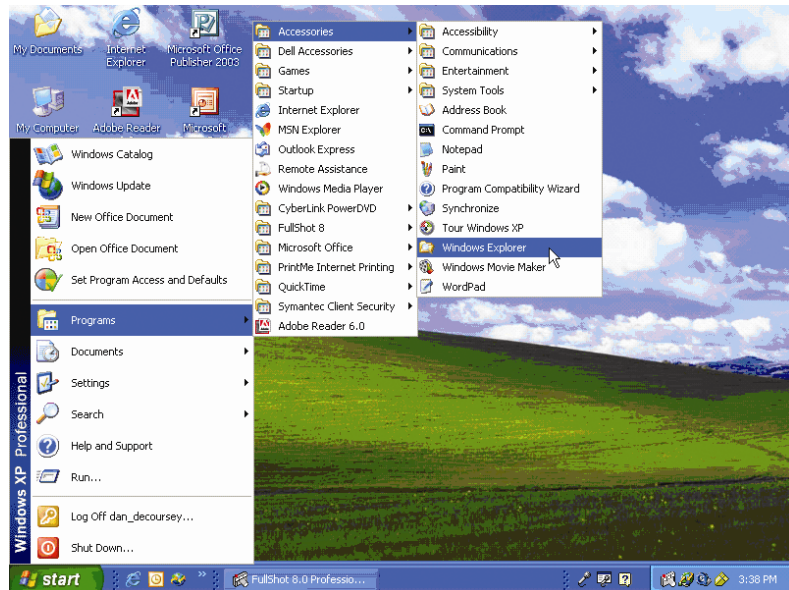 My Documents
Internet
Explorer
Microsoft Office
Publisher 2003
My Computer
Adobe Reader
Microsoft
Windows Catalog
Windows Update
New Office Document
Open Office Document
Set Program Access and Defaults
Programs
Documents
Settings
Search
Help and Support
Run...
Log Off dan_decoursey...
Shut Down...
Windows XP Professional
Accessories
Dell Accessories
Games
Startup
Internet Explorer
MSN Explorer
Outlook Express
Remote Assistance
Windows Media Player
CyberLink PowerDVD
FullShot 8
Microsoft Office
PrintMe Internet Printing
QuickTime
Symantec Client Security
Adobe Reader 6.0
Accessibility
Communications
Entertainment
System Tools
Address Book
Command Prompt
Notepad
Paint
Program Compatibility Wizard
Synchronize
Tour Windows XP
Windows Explorer
Windows Movie Maker
WordPad
start
FullShot 8.0 Professio...
3:38 PM